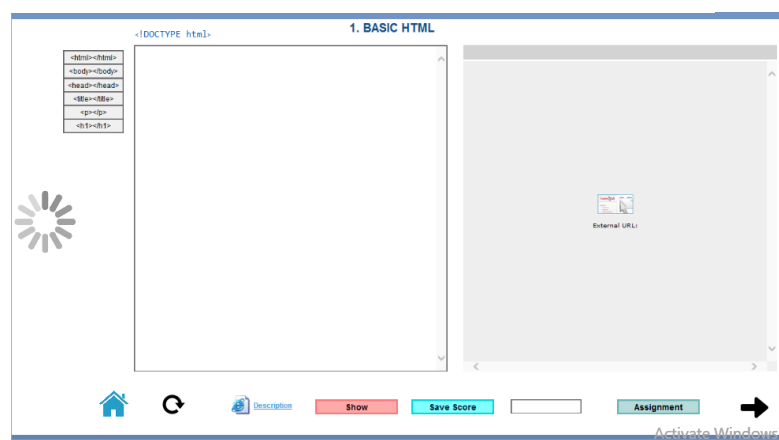 1. BASIC HTML
<!DOCTYPE html>
<html></html>
<body></body>
<head></head>
<title></title>
<p></p>
<h1></h1>
External URL:
Description
Show
Save Score
Assignment
Activate Windows